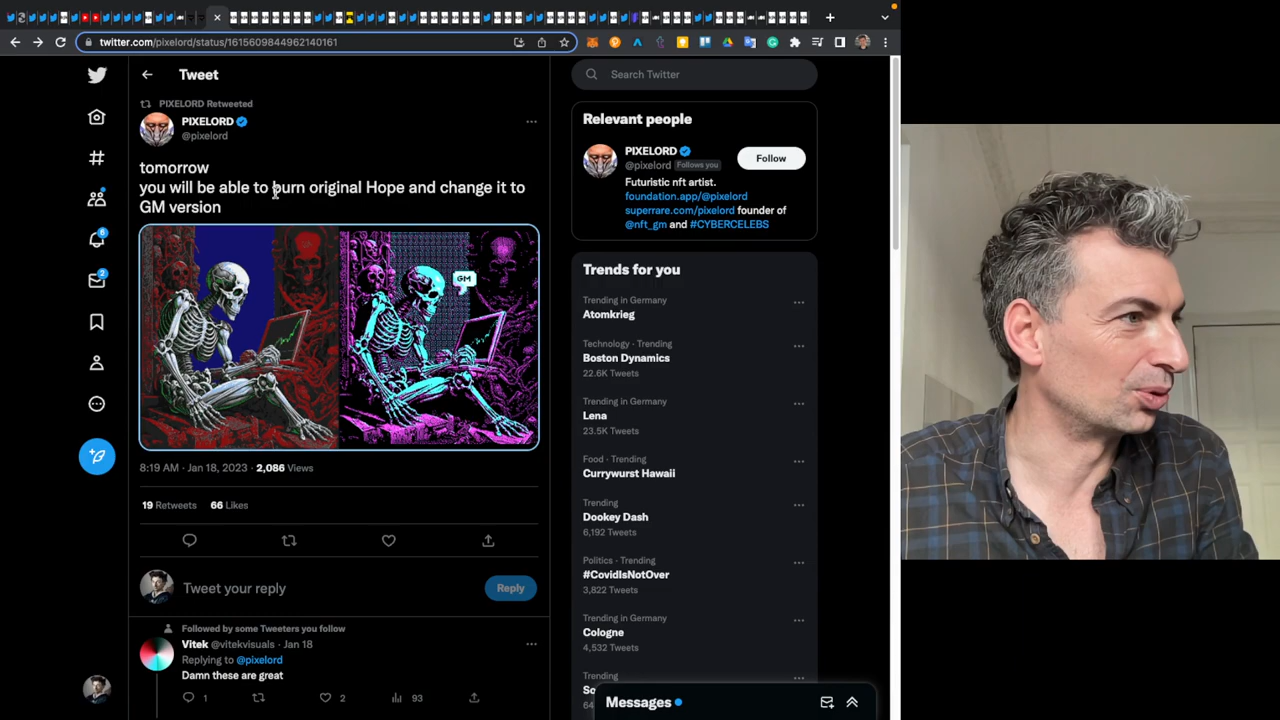 twitter.com/pixelord/status/1615609844962140161
Tweet
PIXELORD Retweeted
PIXELORD
@pixelord
tomorrow
you will be able to burn original Hope and change it to
GM version
GM
8:19 AM · Jan 18, 2023 · 2,086 Views
19 Retweets 66 Likes
Tweet your reply
Reply
Followed by some Tweeters you follow
Vitek @vitekvisuals · Jan 18
Replying to @pixelord
Damn these are great
1
2
93
6
2
Search Twitter
Relevant people
PIXELORD
@pixelord Follows you
Follow
Futuristic nft artist.
foundation.app/@pixelord
superrare.com/pixelord founder of
@nft_gm and #CYBERCELEBS
Trends for you
Trending in Germany
Atomkrieg
Technology · Trending
Boston Dynamics
22.6K Tweets
Trending in Germany
Lena
23.5K Tweets
Food · Trending
Currywurst Hawaii
Trending
Dookey Dash
6,192 Tweets
Politics · Trending
#CovidIsNotOver
3,822 Tweets
Trending in Germany
Cologne
4,532 Tweets
Trending
So
64
Messages